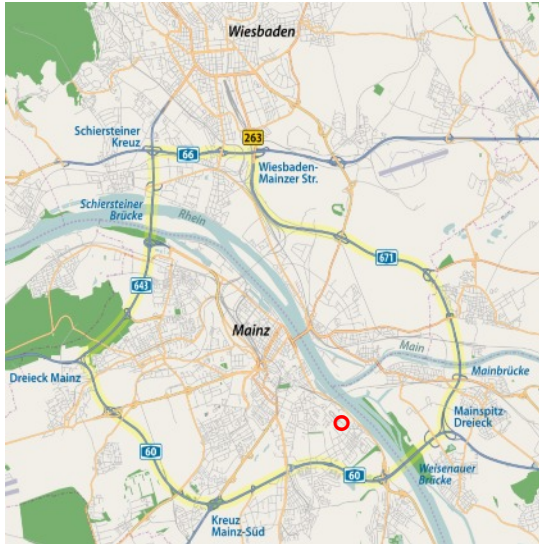 Wiesbaden
Schiersteiner
Kreuz
263
66
Wiesbaden-
Mainzer Str.
Schiersteiner
Brücke
Rhein
671
643
Mainz
Main
Dreieck Mainz
Mainbrücke
Mainspitz-
Dreieck
60
60
Weisenauer
Brücke
Kreuz
Mainz-Süd